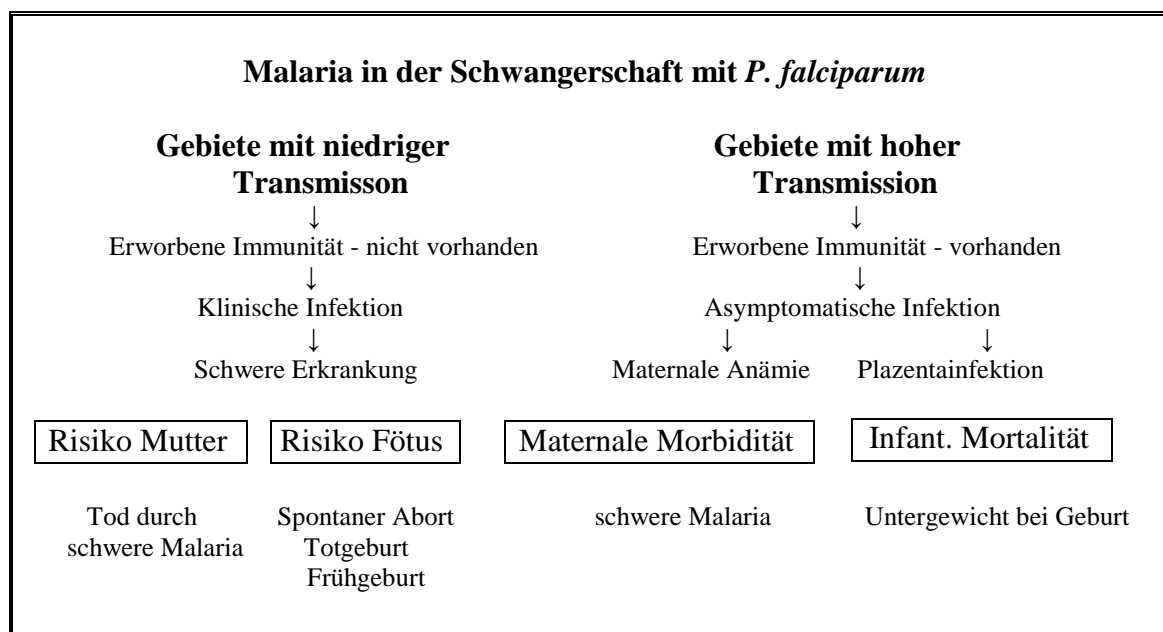 Malaria in der Schwangerschaft mit P. falciparum
Gebiete mit niedriger
Transmisson
↓
Erworbene Immunität - nicht vorhanden
↓
Klinische Infektion
↓
Schwere Erkrankung
Gebiete mit hoher
Transmission
↓
Erworbene Immunität - vorhanden
↓
Asymptomatische Infektion
↓ ↓
Maternale Anämie Plazentainfektion
Risiko Mutter
Tod durch
schwere Malaria
Risiko Fötus
Spontaner Abort
Totgeburt
Frühgeburt
Maternale Morbidität
schwere Malaria
Infant. Mortalität
Untergewicht bei Geburt